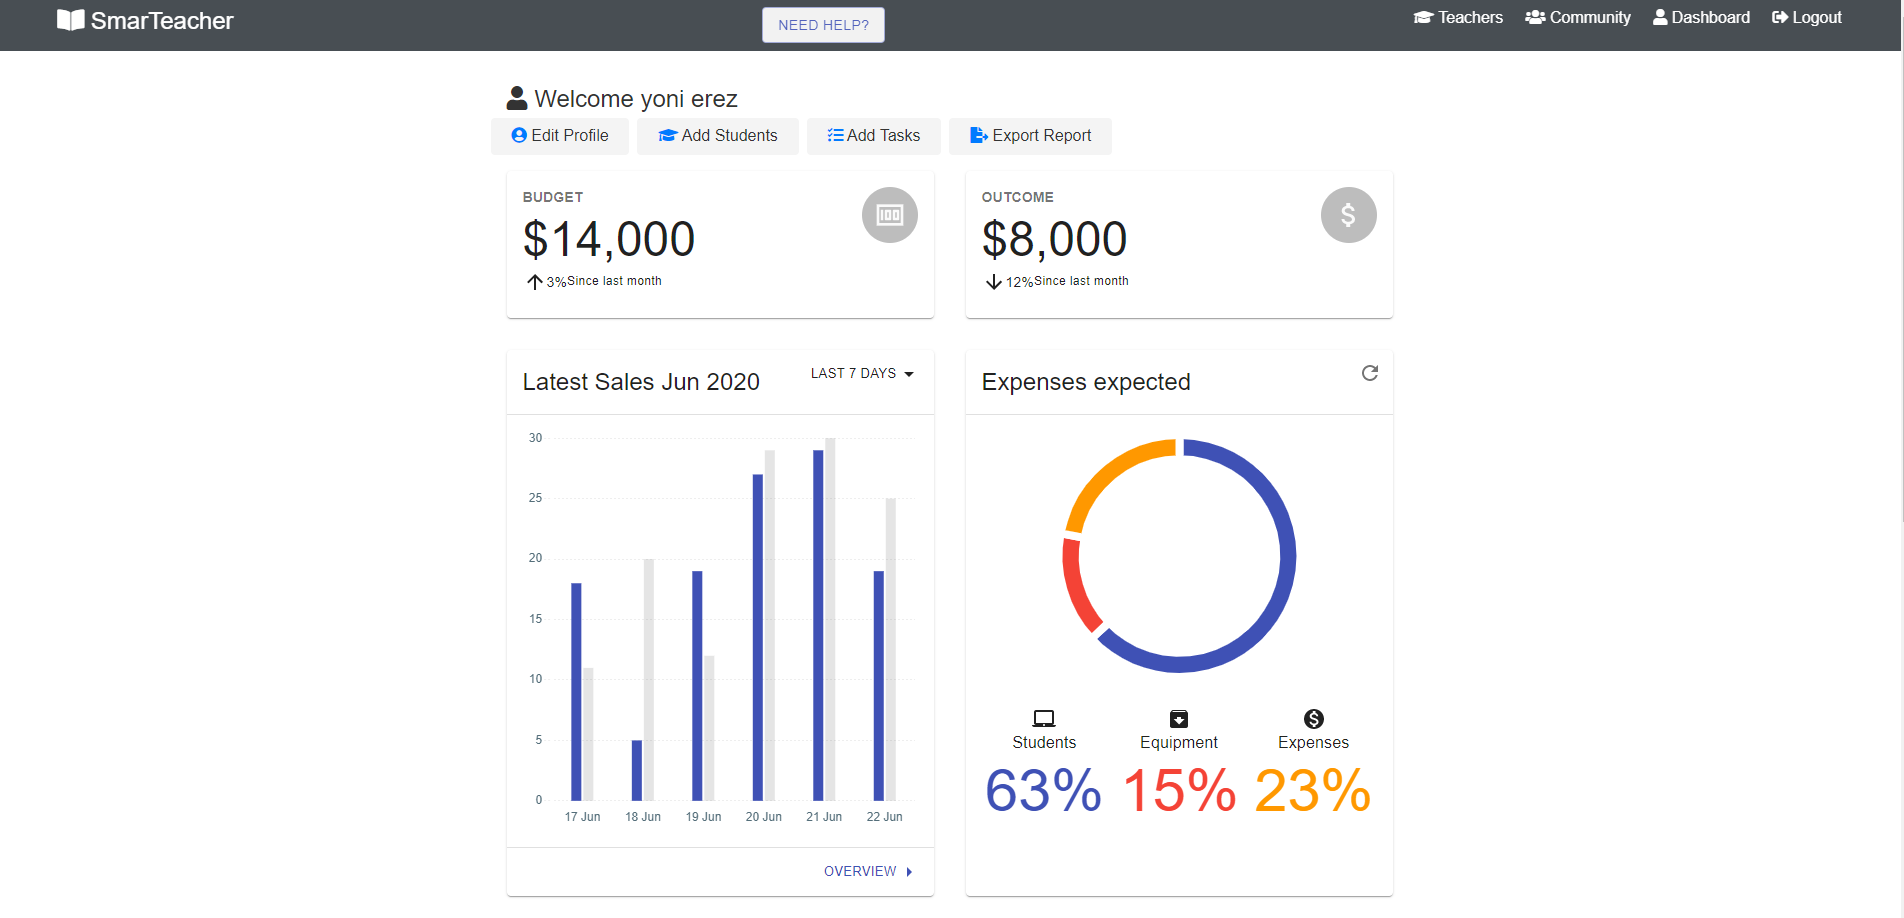 SmarTeacher
NEED HELP?
Teachers Community Dashboard Logout
Welcome yoni erez
Edit Profile Add Students Add Tasks Export Report
BUDGET
$14,000
3%Since last month
100
OUTCOME
$8,000
12%Since last month
$
Latest Sales Jun 2020
LAST 7 DAYS
30
25
20
15
10
5
0
17 Jun 18 Jun 19 Jun 20 Jun 21 Jun 22 Jun
OVERVIEW
Expenses expected
$
Students Equipment Expenses
63% 15% 23%